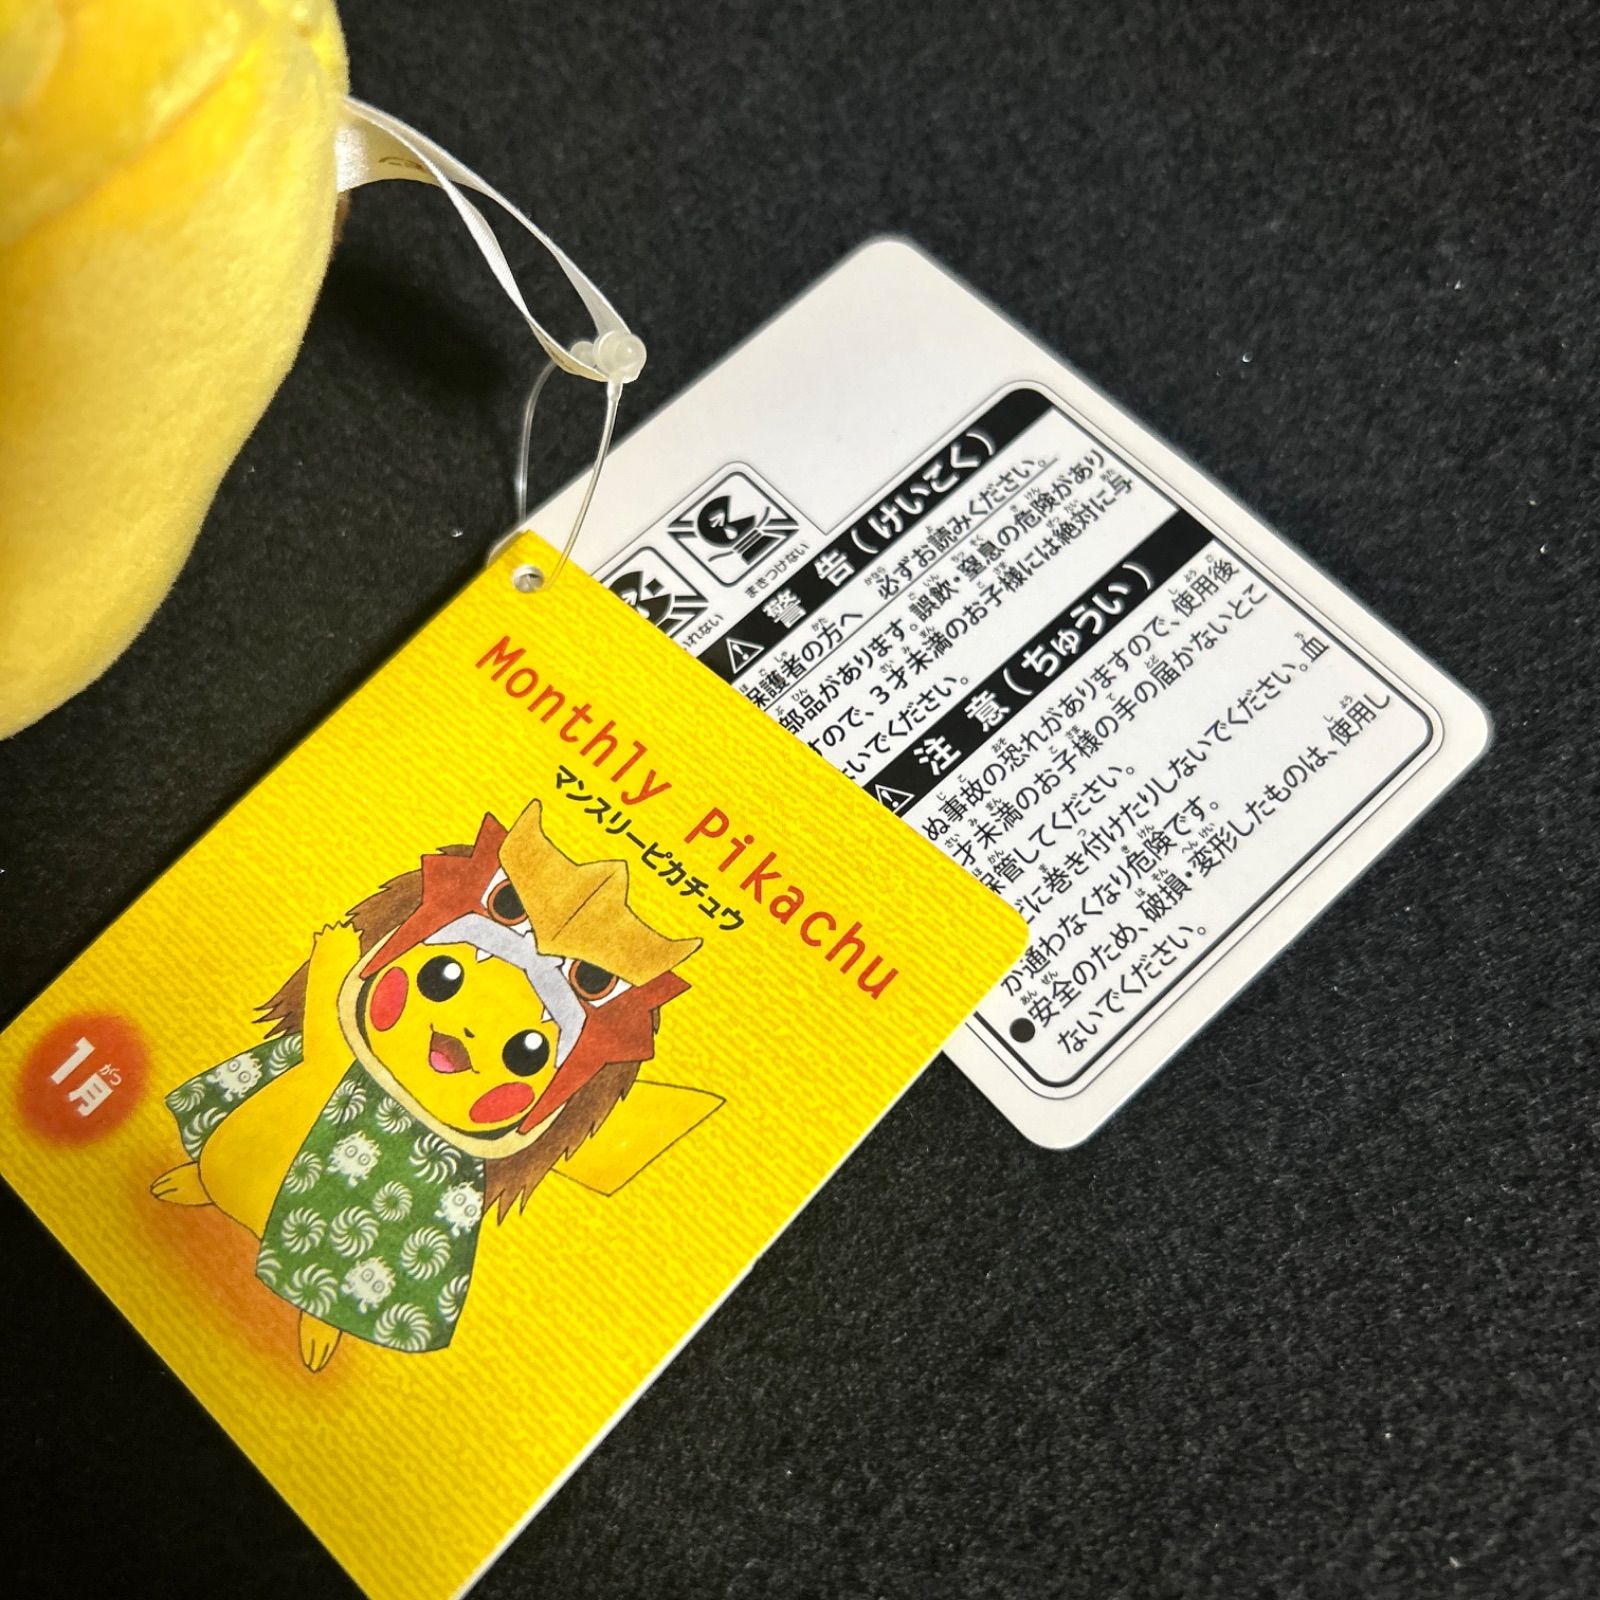 Monthly Pikachu
マンスリーピカチュウ
1月
がつ
まきつけない
れない
警告（けいこく）
保護者の方へ 必ずお読みください。
部品があります。誤飲・窒息の危険があり
すので、3才未満のお子様には絶対に与
いでください。
注意（ちゅうい）
ぬ事故の恐れがありますので、使用後
才未満のお子様の手の届かないとこ
保管してください。
どに巻き付けたりしないでください。血
が通わなくなり危険です。
●安全のため、破損・変形したものは、使用し
ないでください。